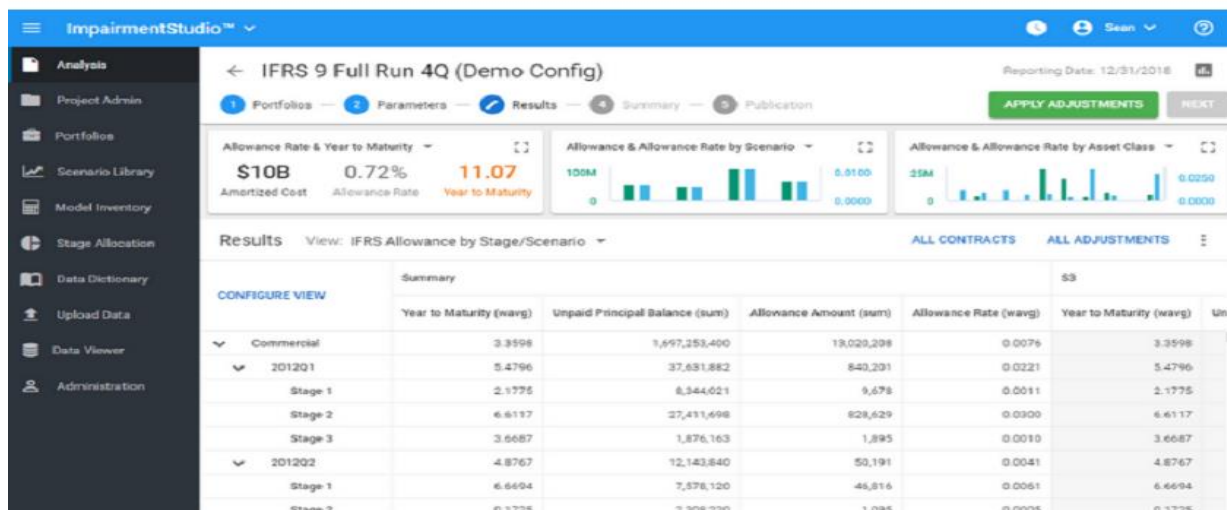 ImpairmentStudio™ Sean
Analysis
Project Admin
Portfolios
Scenario Library
Model Inventory
Stage Allocation
Data Dictionary
Upload Data
Data Viewer
Administration
← IFRS 9 Full Run 4Q (Demo Config)
Reporting Date: 12/31/2018
1 Portfolios — 2 Parameters — Results — 4 Summary — 5 Publication
APPLY ADJUSTMENTS NEXT
Allowance Rate & Year to Maturity
$10B 0.72% 11.07
Amortized Cost Allowance Rate Year to Maturity
Allowance & Allowance Rate by Scenario
100M 0.0100
0 0.0000
Allowance & Allowance Rate by Asset Class
25M 0.0250
0 0.0000
Results View: IFRS Allowance by Stage/Scenario ALL CONTRACTS ALL ADJUSTMENTS
CONFIGURE VIEW Summary S3
Year to Maturity (wavg) Unpaid Principal Balance (sum) Allowance Amount (sum) Allowance Rate (wavg) Year to Maturity (wavg) Un
Commercial 3.3598 1,697,253,400 13,020,208 0.0076 3.3598
2012Q1 5.4796 37,631,882 840,201 0.0221 5.4796
Stage 1 2.1775 8,344,021 9,678 0.0011 2.1775
Stage 2 6.6117 27,411,698 828,629 0.0300 6.6117
Stage 3 3.6687 1,876,163 1,895 0.0010 3.6687
2012Q2 4.8767 12,143,840 50,191 0.0041 4.8767
Stage 1 6.6694 7,578,120 46,816 0.0061 6.6694